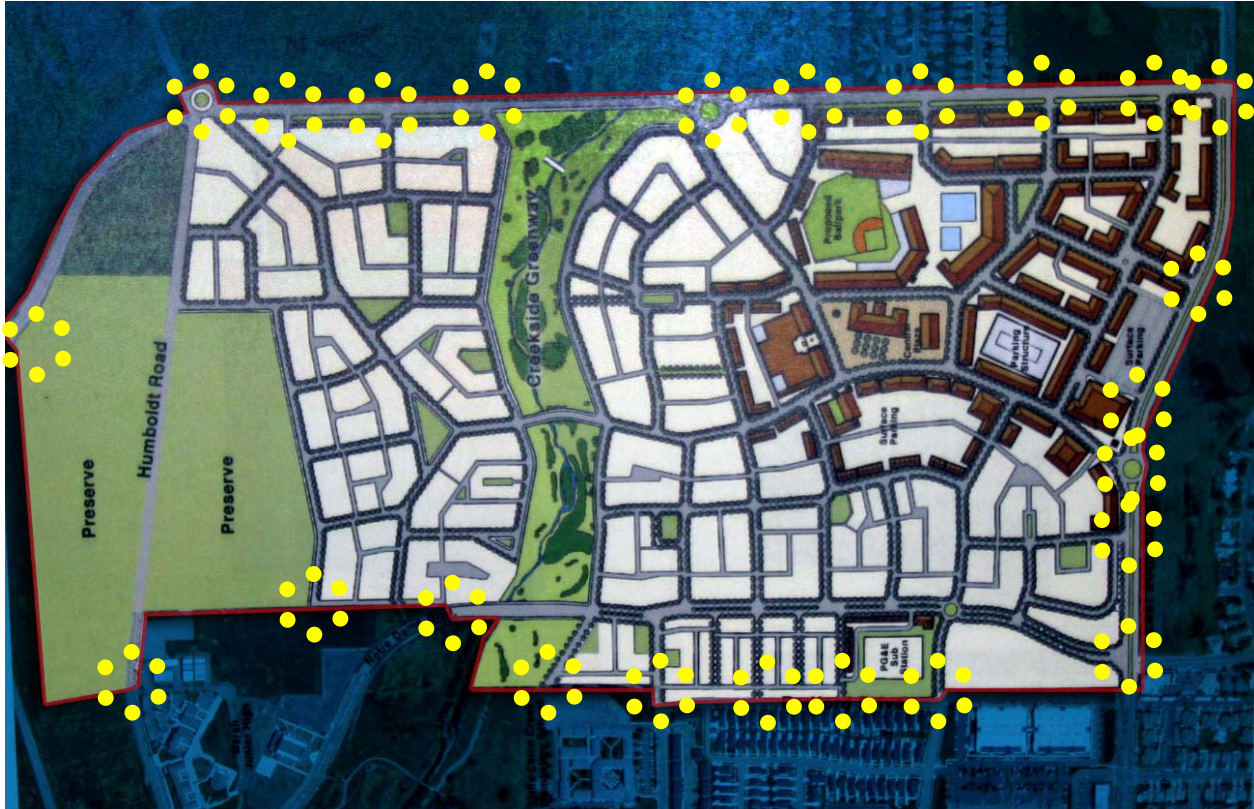 Proposed
Ballpark
Creekside Greenway
Parking
Structure
Surface
Parking
Humboldt Road
Surface
Parking
Preserve
Preserve
PG&E
Sub
Station